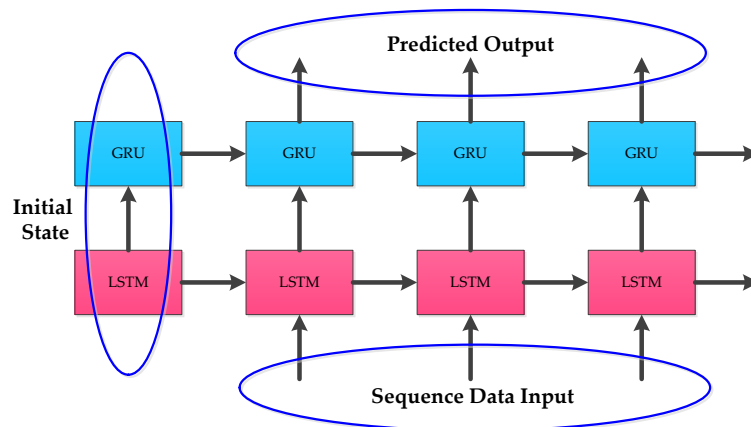 Predicted Output
GRU GRU GRU GRU
Initial
State
LSTM LSTM LSTM LSTM
Sequence Data Input